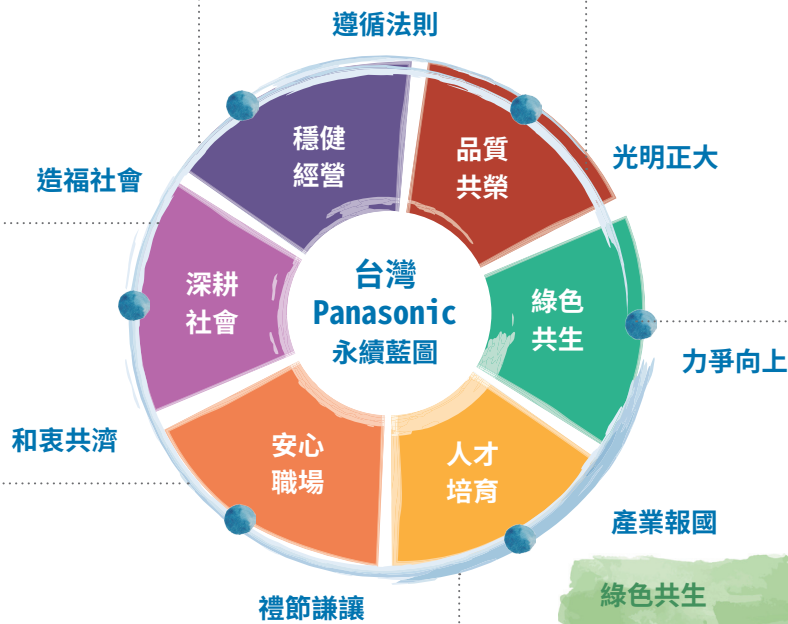 遵循法則
穩健
經營
品質
共榮
光明正大
造福社會
深耕
社會
台灣
Panasonic
永續藍圖
綠色
共生
力爭向上
和衷共濟
安心
職場
人才
培育
產業報國
綠色共生
禮節謙讓